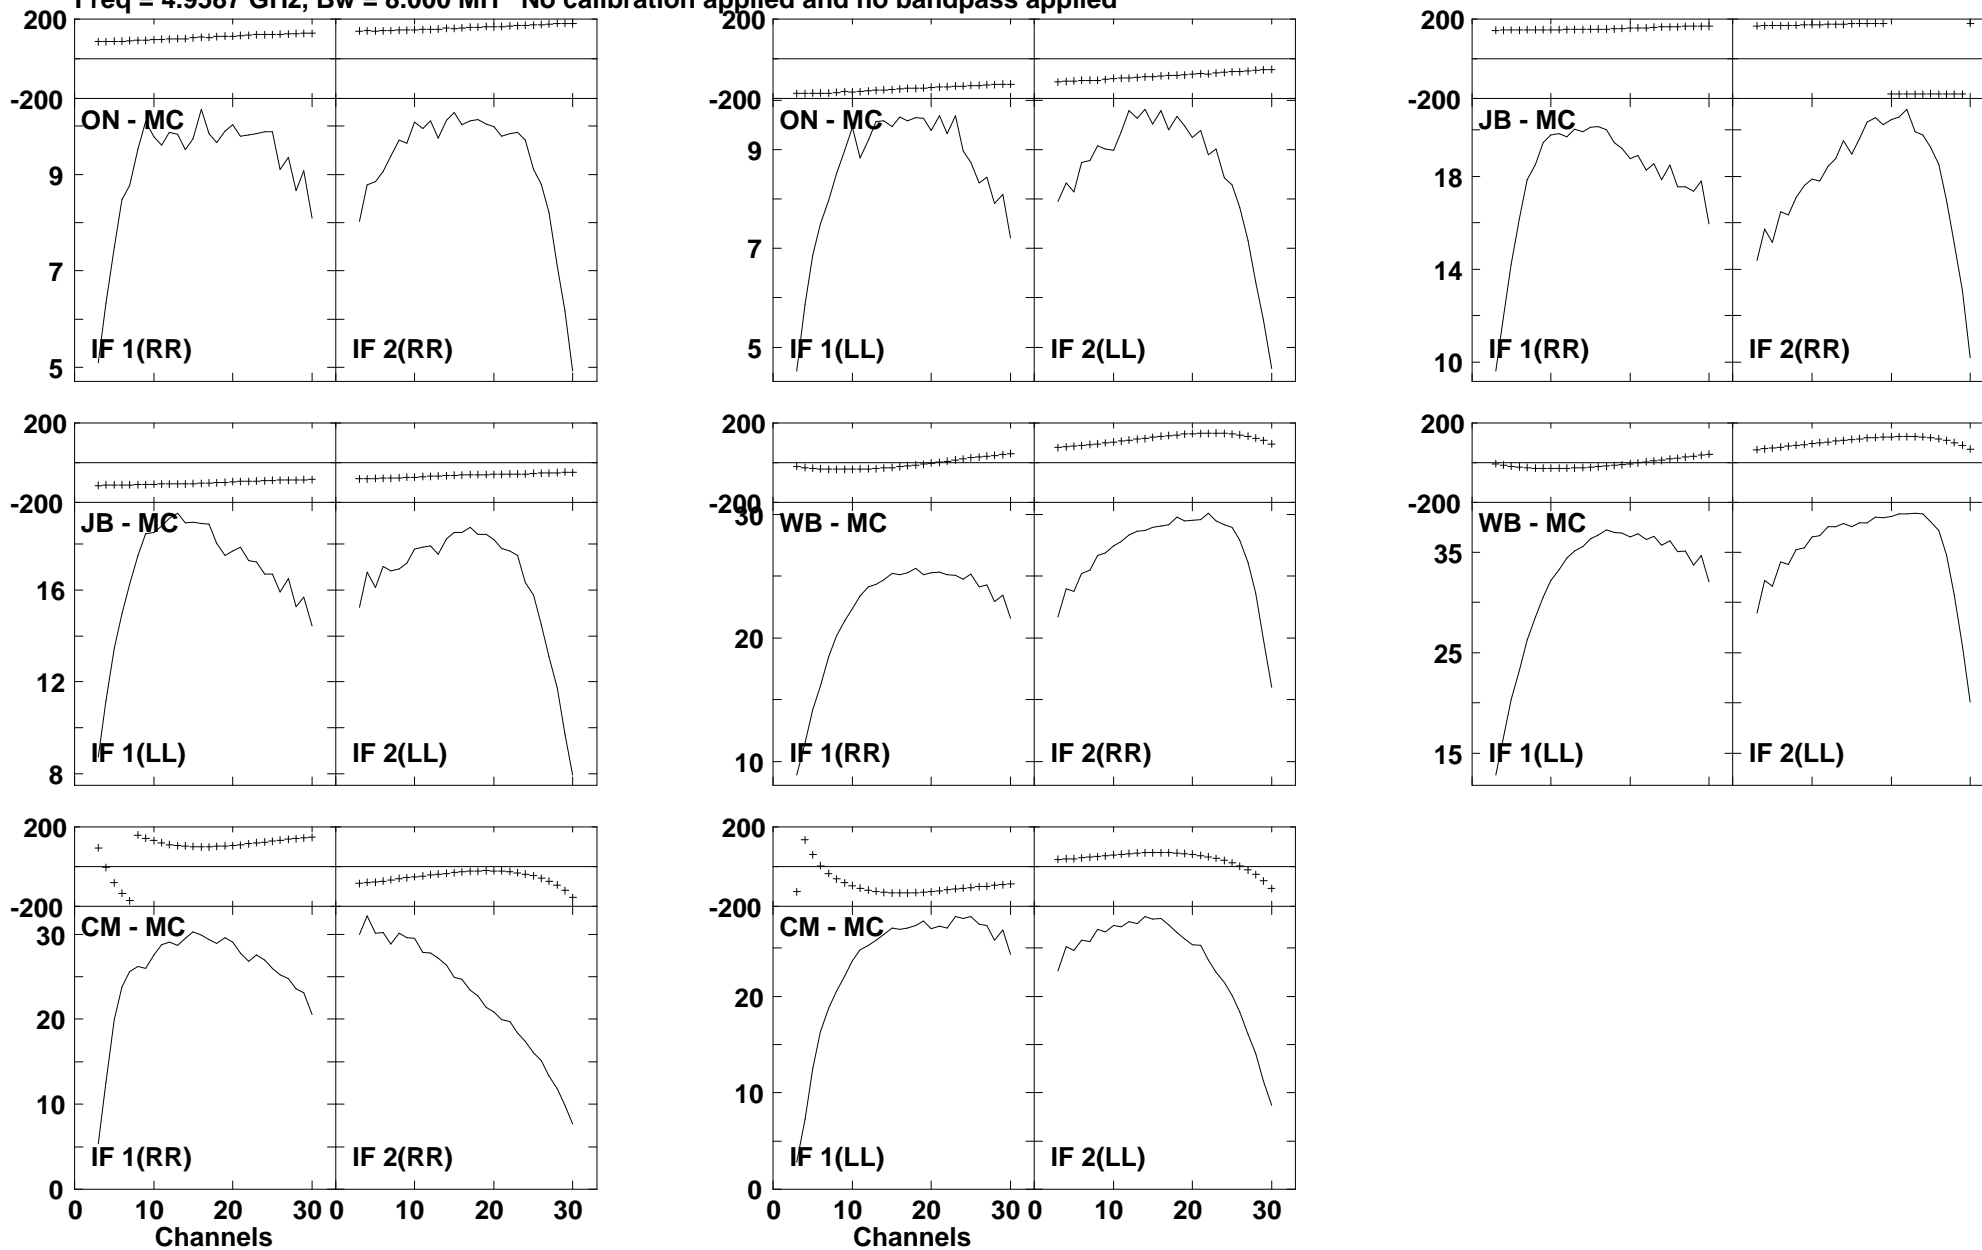 Freq = 4.9587 GHz, Bw = 8.000 MH No calibration applied and no bandpass applied
200 200 200
-200 -200 -200
ON - MC ON - MC JB - MC
9 9 18
7 7 14
IF 1(RR) IF 2(RR) IF 1(LL) IF 2(LL) IF 1(RR) IF 2(RR)
5 5 10
200 200 200
-200 -200 -200
30
JB - MC WB - MC WB - MC
16 20 35
12 25
IF 1(LL) IF 2(LL) IF 1(RR) IF 2(RR) IF 1(LL) IF 2(LL)
8 10 15
200 200
-200 -200
CM - MC CM - MC
30
20 20
10 10
IF 1(RR) IF 2(RR) IF 1(LL) IF 2(LL)
0 0
0 10 20 30 0 10 20 30 0 10 20 30 0 10 20 30
Channels Channels